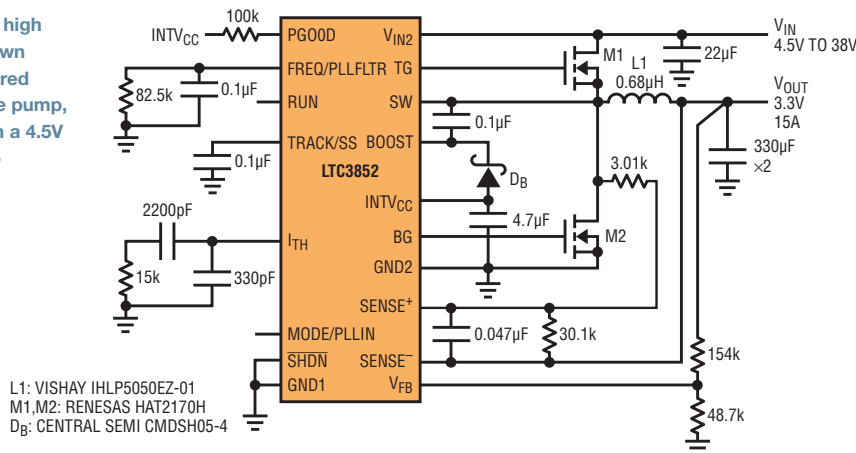 high
wn
red
e pump,
n a 4.5V
INTVCC
100k
PGOOD
VIN2
VIN
4.5V TO 38V
22µF
M1
FREQ/PLLFLTR
TG
L1
0.68µH
82.5k
0.1µF
RUN
SW
VOUT
3.3V
15A
0.1µF
TRACK/SS
BOOST
330µF
×2
0.1µF
LTC3852
3.01k
DB
INTVCC
2200pF
4.7µF
ITH
BG
M2
15k
330pF
GND2
SENSE+
0.047µF
30.1k
MODE/PLLIN
SHDN
SENSE–
154k
GND1
VFB
48.7k
L1: VISHAY IHLP5050EZ-01
M1,M2: RENESAS HAT2170H
DB: CENTRAL SEMI CMDSH05-4